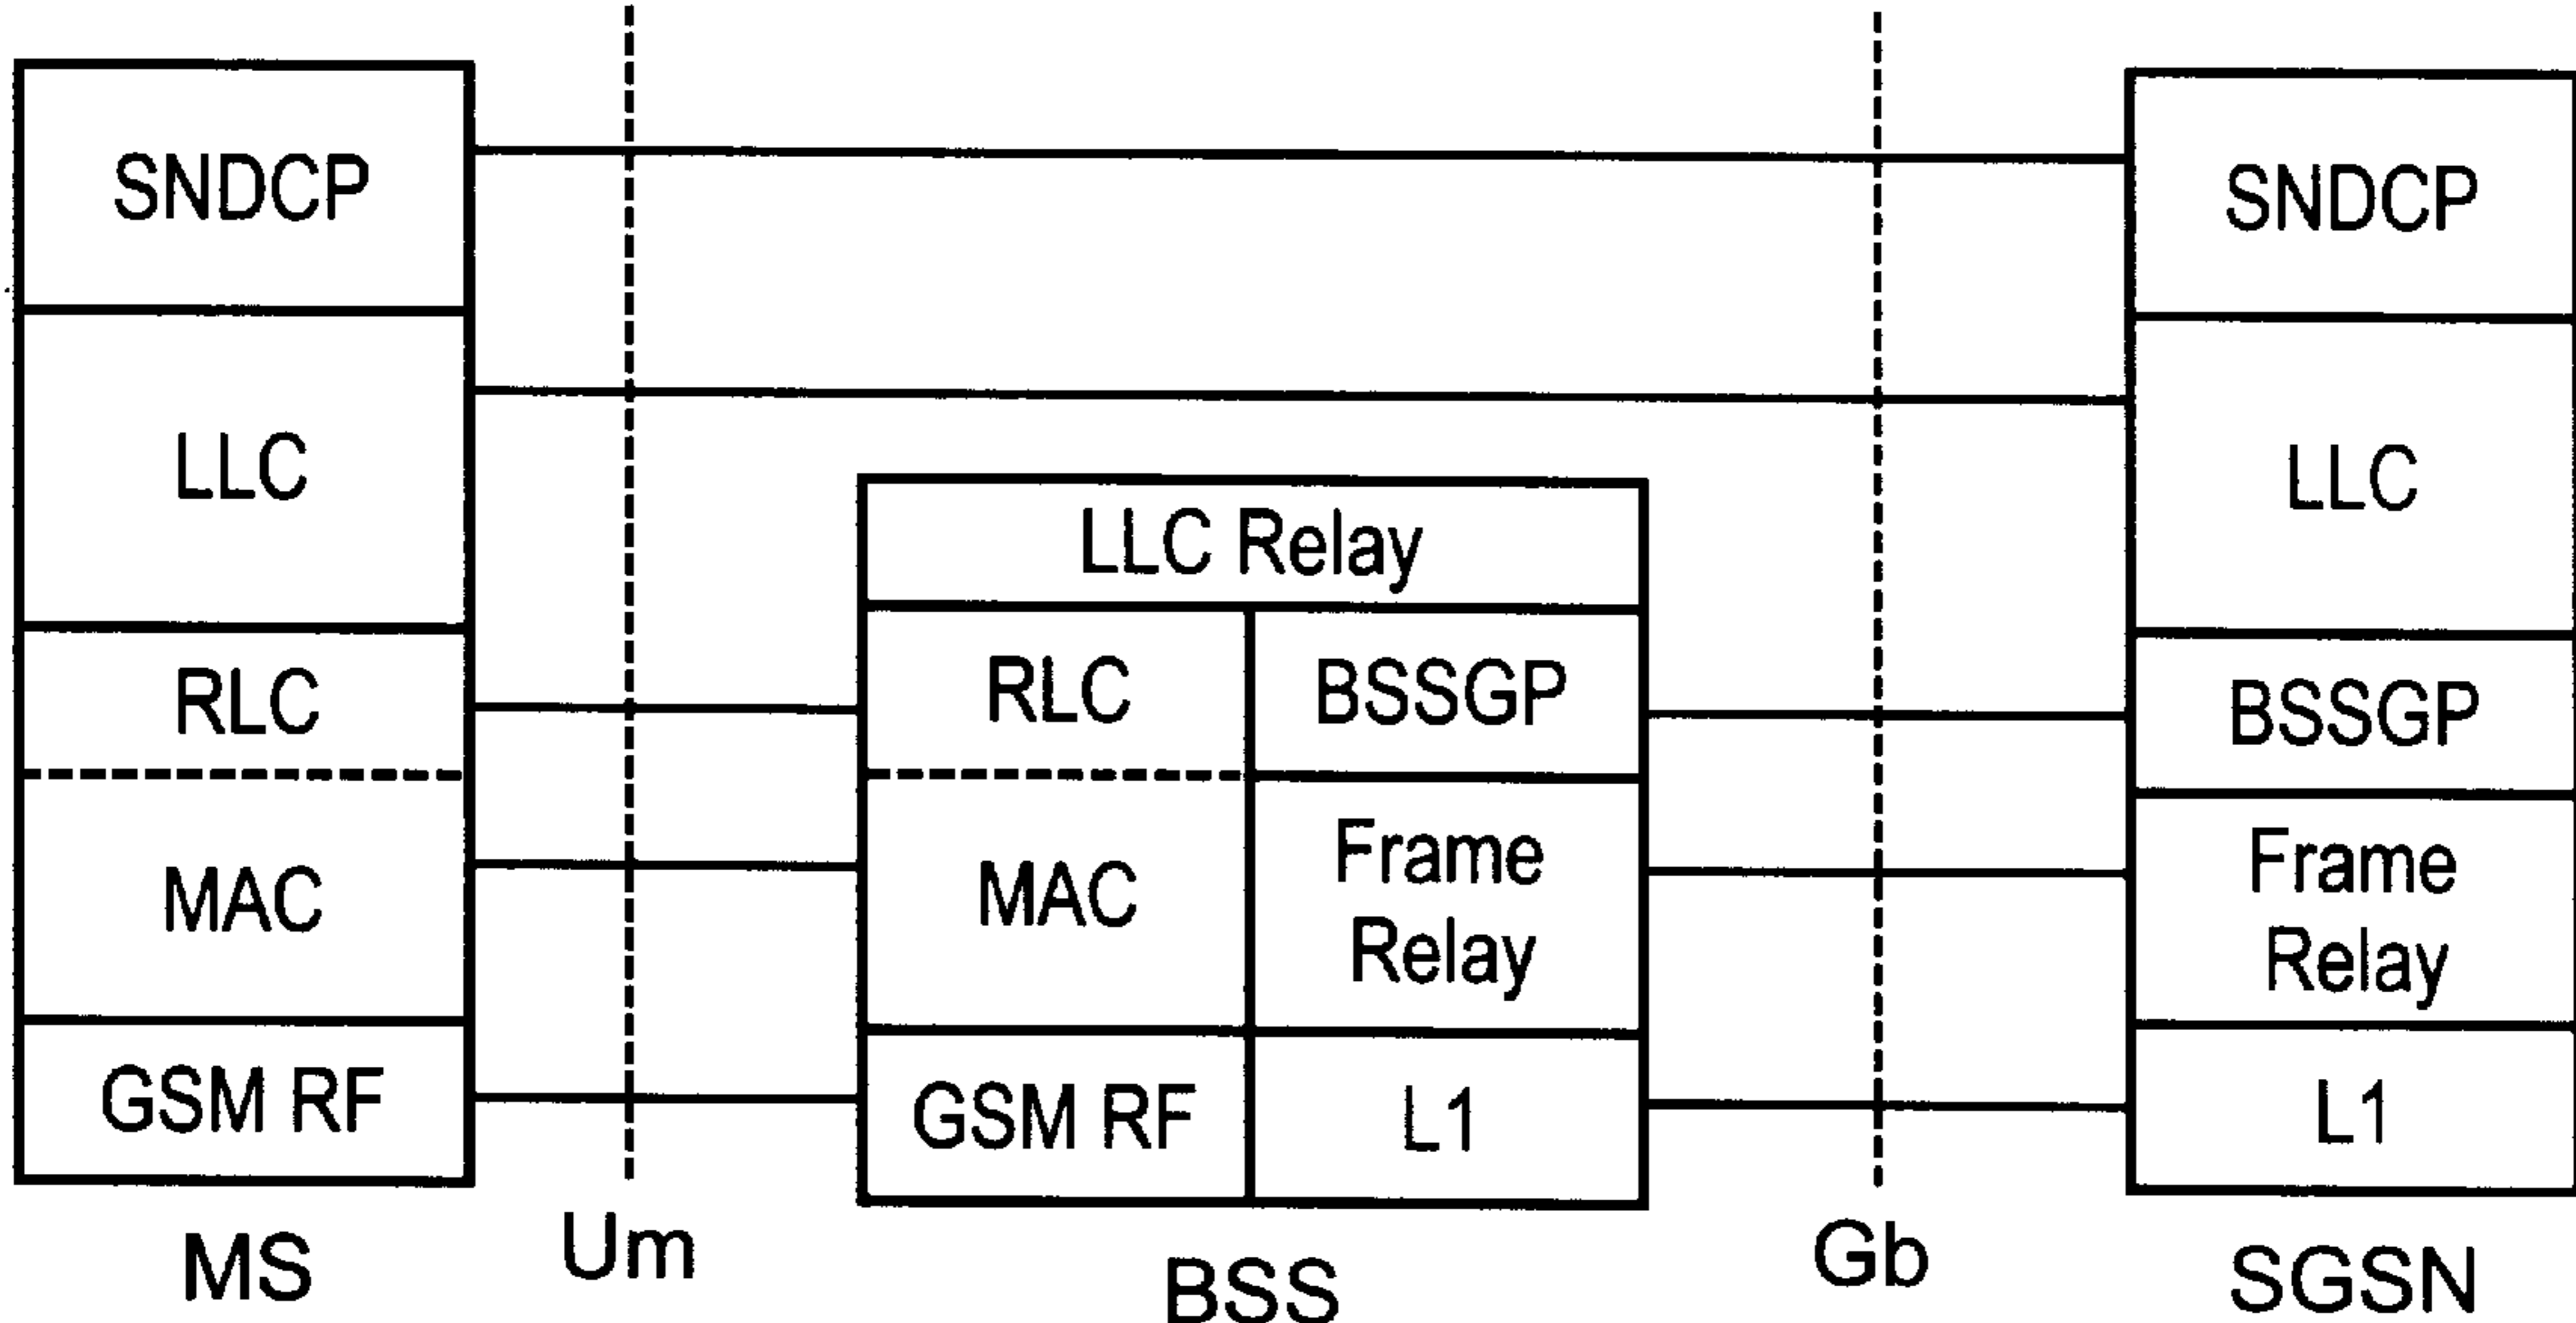 SNDCP
LLC
RLC
MAC
GSM RF
MS
Um
LLC Relay
RLC
BSSGP
MAC
Frame
Relay
GSM RF
L1
BSS
Gb
SNDCP
LLC
BSSGP
Frame
Relay
L1
SGSN